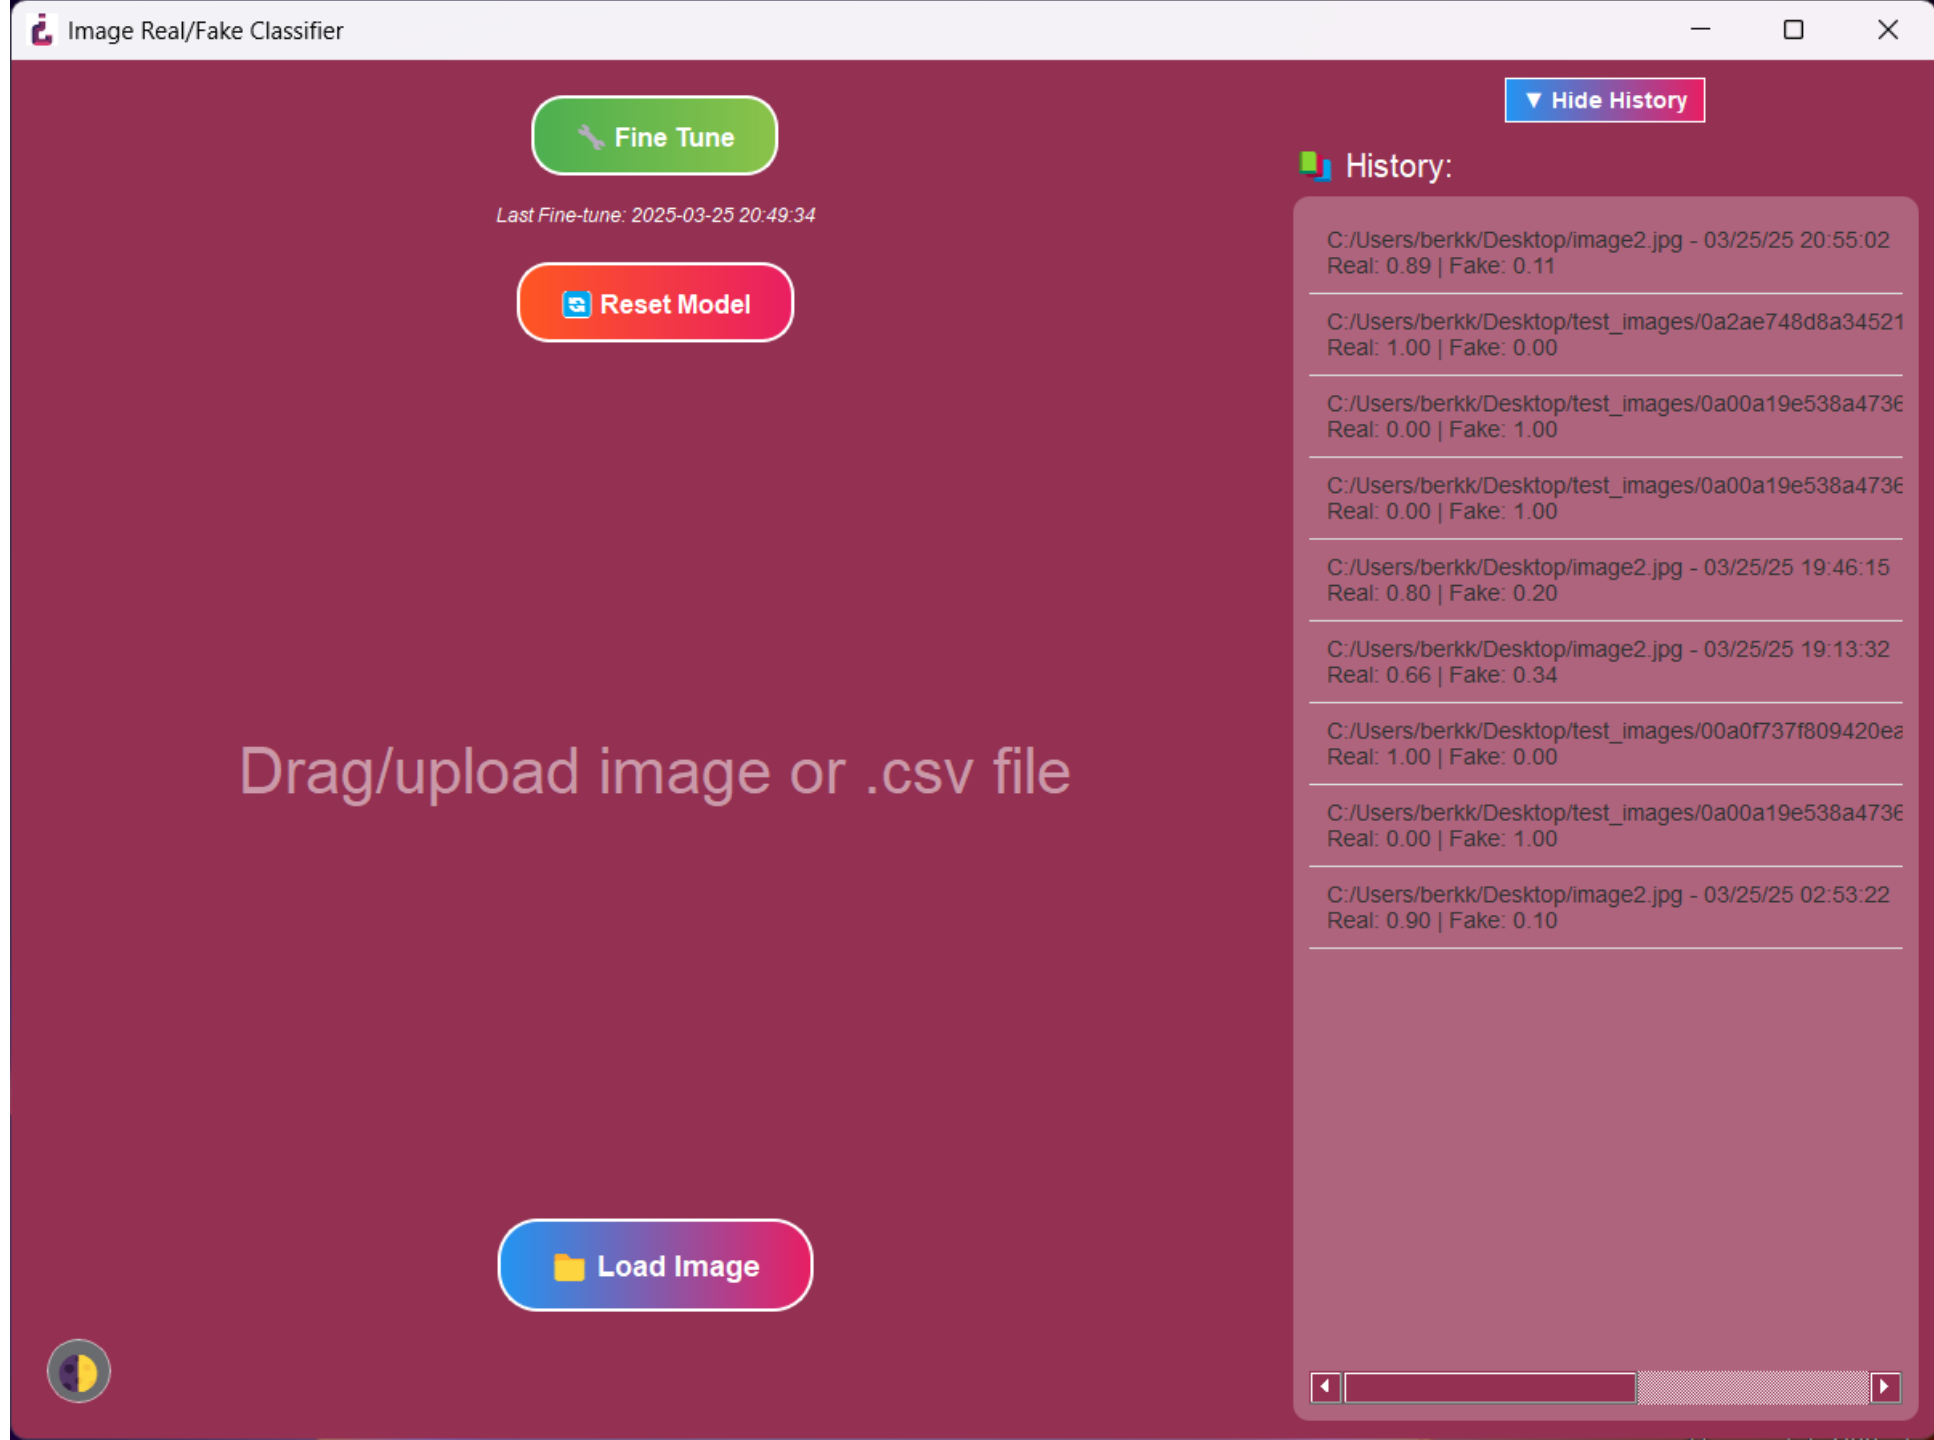 Image Real/Fake Classifier
Fine Tune
Last Fine-tune: 2025-03-25 20:49:34
Reset Model
Drag/upload image or .csv file
Load Image
▼ Hide History
History:
C:/Users/berkk/Desktop/image2.jpg - 03/25/25 20:55:02
Real: 0.89 | Fake: 0.11
C:/Users/berkk/Desktop/test_images/0a2ae748d8a34521
Real: 1.00 | Fake: 0.00
C:/Users/berkk/Desktop/test_images/0a00a19e538a4736
Real: 0.00 | Fake: 1.00
C:/Users/berkk/Desktop/test_images/0a00a19e538a4736
Real: 0.00 | Fake: 1.00
C:/Users/berkk/Desktop/image2.jpg - 03/25/25 19:46:15
Real: 0.80 | Fake: 0.20
C:/Users/berkk/Desktop/image2.jpg - 03/25/25 19:13:32
Real: 0.66 | Fake: 0.34
C:/Users/berkk/Desktop/test_images/00a0f737f809420ea
Real: 1.00 | Fake: 0.00
C:/Users/berkk/Desktop/test_images/0a00a19e538a4736
Real: 0.00 | Fake: 1.00
C:/Users/berkk/Desktop/image2.jpg - 03/25/25 02:53:22
Real: 0.90 | Fake: 0.10